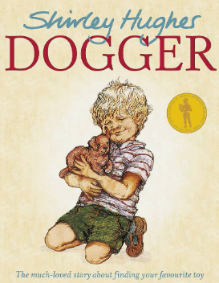 Shirley Hughes
DOGGER
The much-loved story about finding your favourite toy